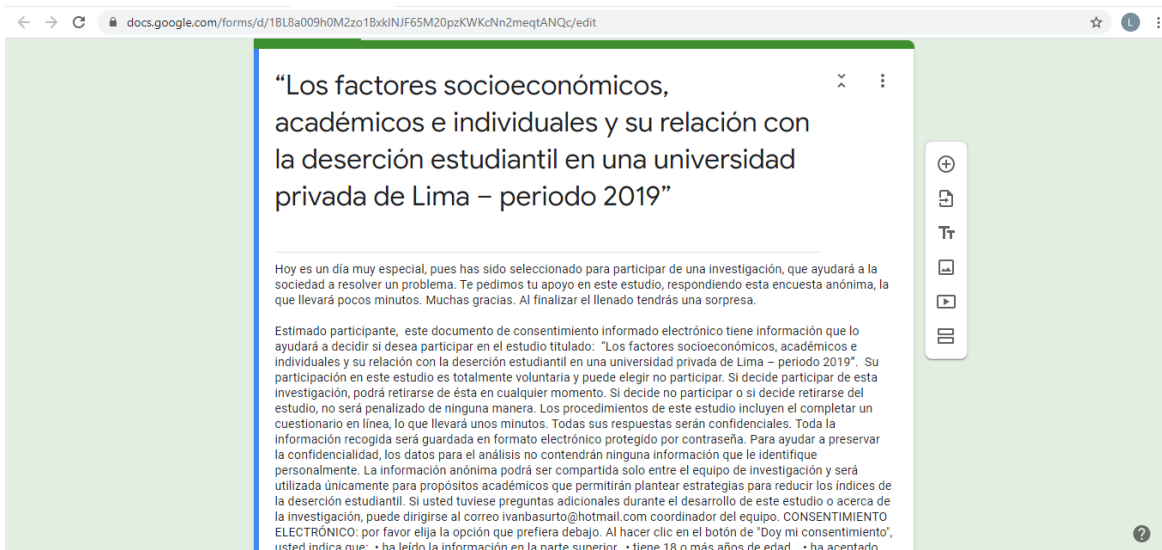 docs.google.com/forms/d/1BL8a009h0M2zo1BxklNJF65M20pzKWKcNn2meqtANQc/edit
L
“Los factores socioeconómicos,
académicos e individuales y su relación con
la deserción estudiantil en una universidad
privada de Lima – periodo 2019”
Hoy es un día muy especial, pues has sido seleccionado para participar de una investigación, que ayudará a la
sociedad a resolver un problema. Te pedimos tu apoyo en este estudio, respondiendo esta encuesta anónima, la
que llevará pocos minutos. Muchas gracias. Al finalizar el llenado tendrás una sorpresa.
Estimado participante,  este documento de consentimiento informado electrónico tiene información que lo
ayudará a decidir si desea participar en el estudio titulado:  “Los factores socioeconómicos, académicos e
individuales y su relación con la deserción estudiantil en una universidad privada de Lima – periodo 2019”.  Su
participación en este estudio es totalmente voluntaria y puede elegir no participar. Si decide participar de esta
investigación, podrá retirarse de ésta en cualquier momento. Si decide no participar o si decide retirarse del
estudio, no será penalizado de ninguna manera. Los procedimientos de este estudio incluyen el completar un
cuestionario en línea, lo que llevará unos minutos. Todas sus respuestas serán confidenciales. Toda la
información recogida será guardada en formato electrónico protegido por contraseña. Para ayudar a preservar
la confidencialidad, los datos para el análisis no contendrán ninguna información que le identifique
personalmente. La información anónima podrá ser compartida solo entre el equipo de investigación y será
utilizada únicamente para propósitos académicos que permitirán plantear estrategias para reducir los índices de
la deserción estudiantil. Si usted tuviese preguntas adicionales durante el desarrollo de este estudio o acerca de
la investigación, puede dirigirse al correo ivanbasurto@hotmail.com coordinador del equipo. CONSENTIMIENTO
ELECTRÓNICO: por favor elija la opción que prefiera debajo. Al hacer clic en el botón de "Doy mi consentimiento",
usted indica que:  • ha leído la información en la parte superior  • tiene 18 o más años de edad  • ha aceptado
Tт